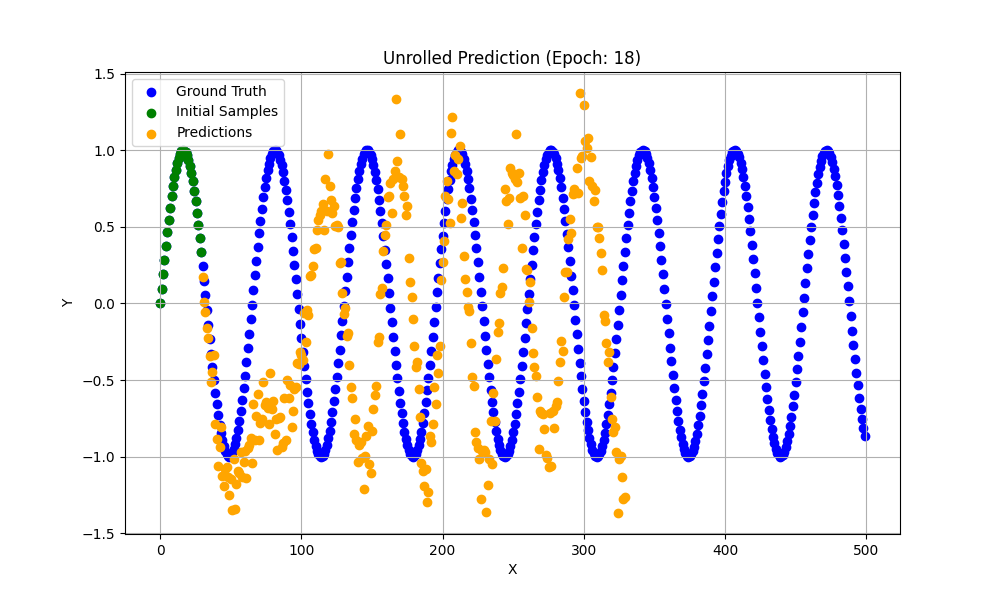 Unrolled Prediction (Epoch: 18)
Ground Truth
Initial Samples
Predictions
1.5
1.0
0.5
0.0
−0.5
−1.0
−1.5
Y
0 100 200 300 400 500
X